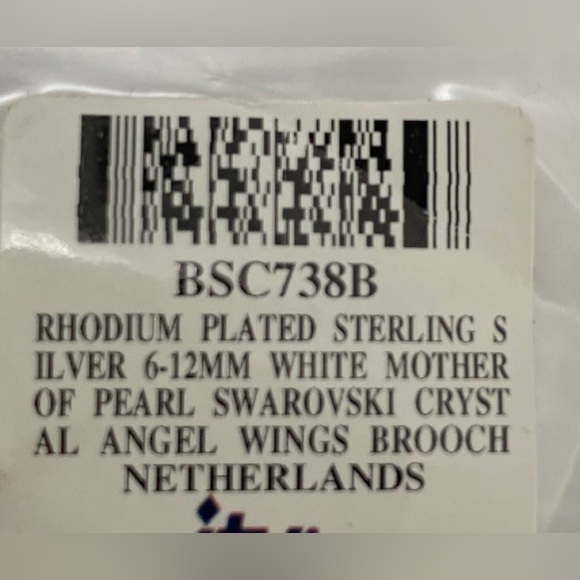 BSC738B
RHODIUM PLATED STERLING S
ILVER 6-12MM WHITE MOTHER
OF PEARL SWAROVSKI CRYST
AL ANGEL WINGS BROOCH
NETHERLANDS